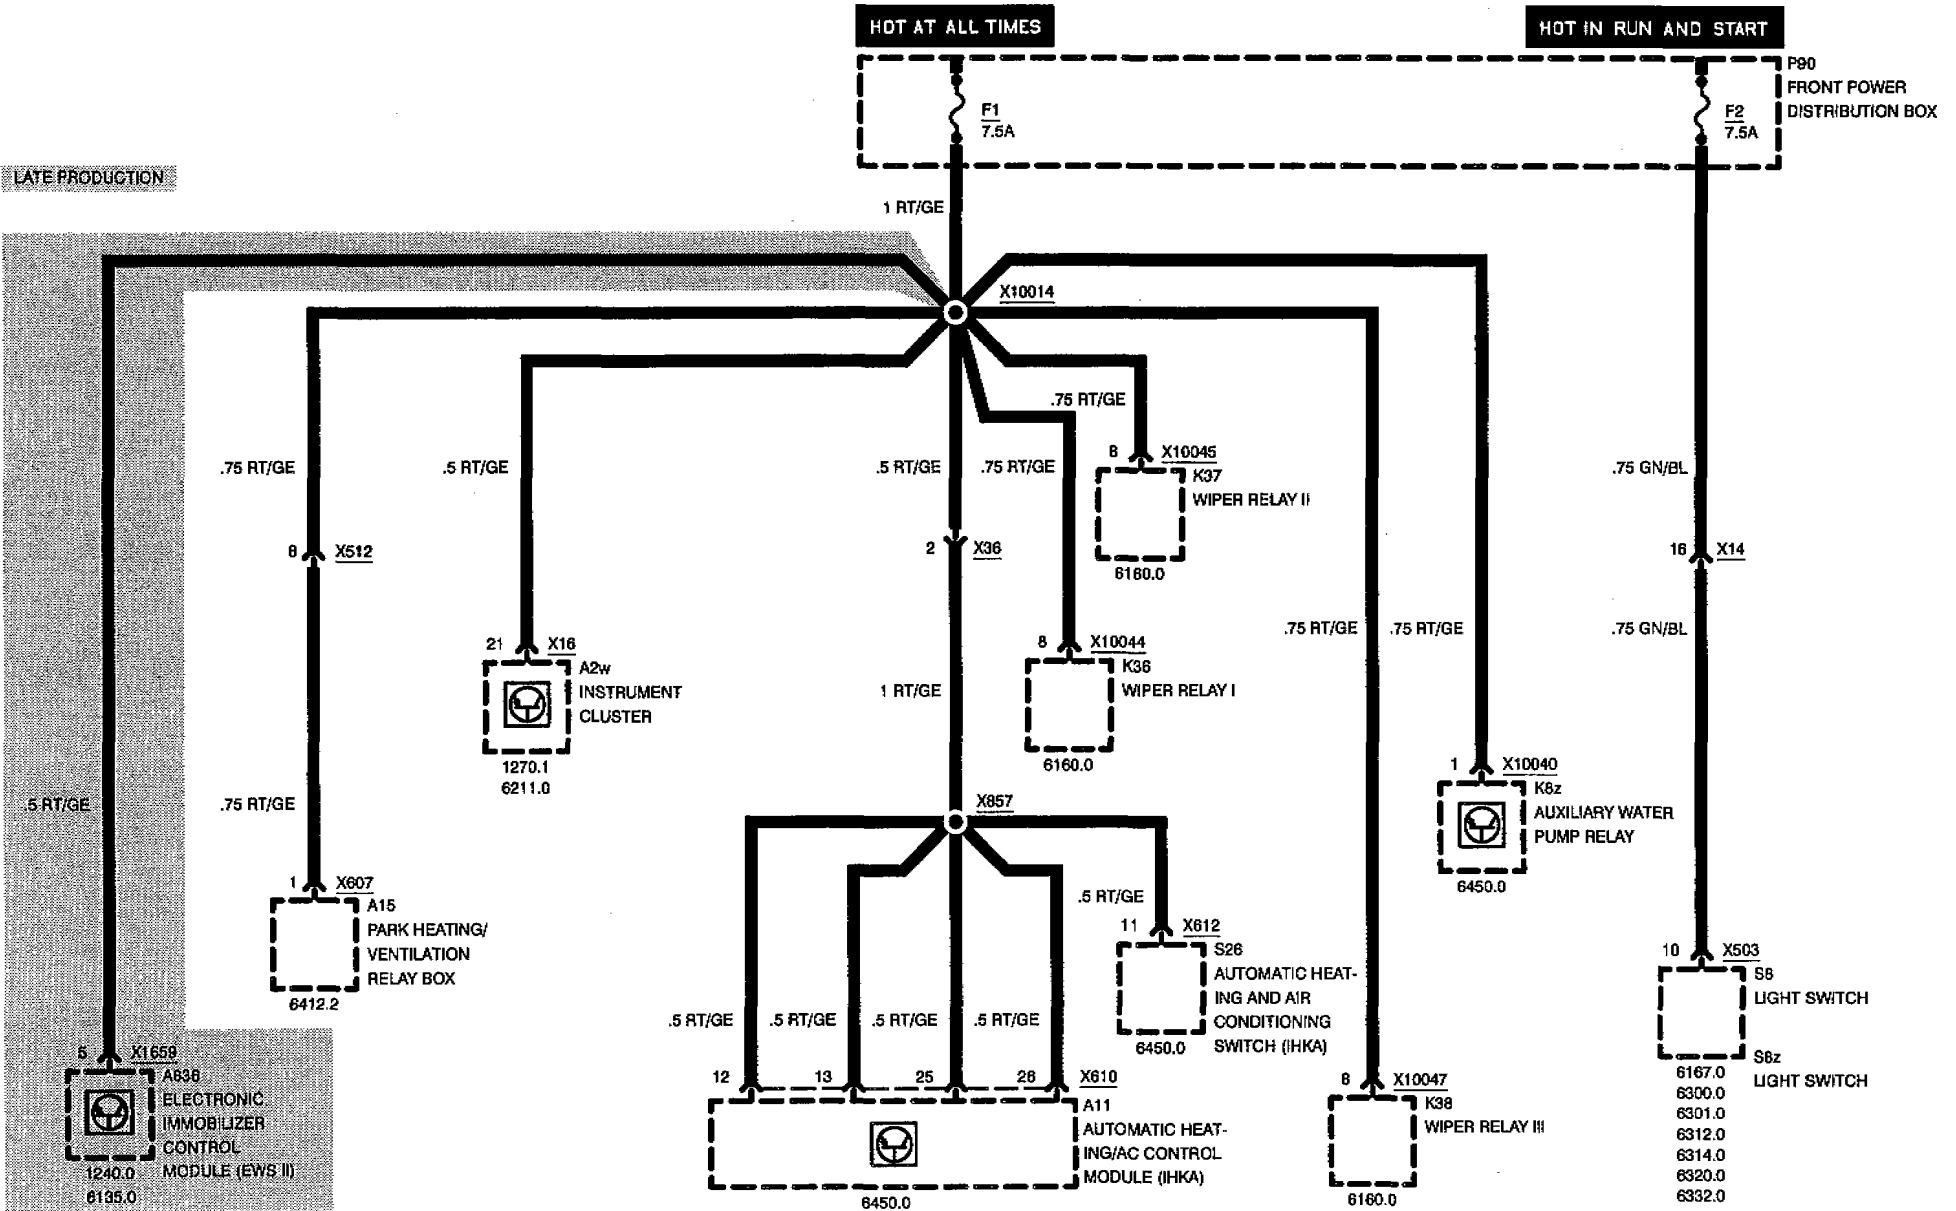 HOT AT ALL TIMES
HOT IN RUN AND START
P90
FRONT POWER
DISTRIBUTION BOX
F1
7.5A
F2
7.5A
LATE PRODUCTION
1 RT/GE
X10014
.75 RT/GE
.75 RT/GE
.5 RT/GE
.5 RT/GE
.75 RT/GE
.75 GN/BL
8 X10045
K37
WIPER RELAY II
6160.0
8 X512
2 X36
16 X14
.75 RT/GE
.75 RT/GE
.75 GN/BL
21 X16
A2w
INSTRUMENT
CLUSTER
1270.1
6211.0
8 X10044
K36
WIPER RELAY I
6160.0
1 RT/GE
1 X10040
K8z
AUXILIARY WATER
PUMP RELAY
6450.0
.5 RT/GE
.75 RT/GE
X857
1 X607
A15
PARK HEATING/
VENTILATION
RELAY BOX
6412.2
.5 RT/GE
11 X612
S26
AUTOMATIC HEAT-
ING AND AIR
CONDITIONING
SWITCH (IHKA)
6450.0
10 X503
S8
LIGHT SWITCH
S8z
LIGHT SWITCH
6167.0
6300.0
6301.0
6312.0
6314.0
6320.0
6332.0
.5 RT/GE
.5 RT/GE
.5 RT/GE
.5 RT/GE
5 X1659
A836
ELECTRONIC
IMMOBILIZER
CONTROL
MODULE (EWS II)
1240.0
6135.0
12
13
25
26
X610
A11
AUTOMATIC HEAT-
ING/AC CONTROL
MODULE (IHKA)
6450.0
8 X10047
K38
WIPER RELAY III
6160.0